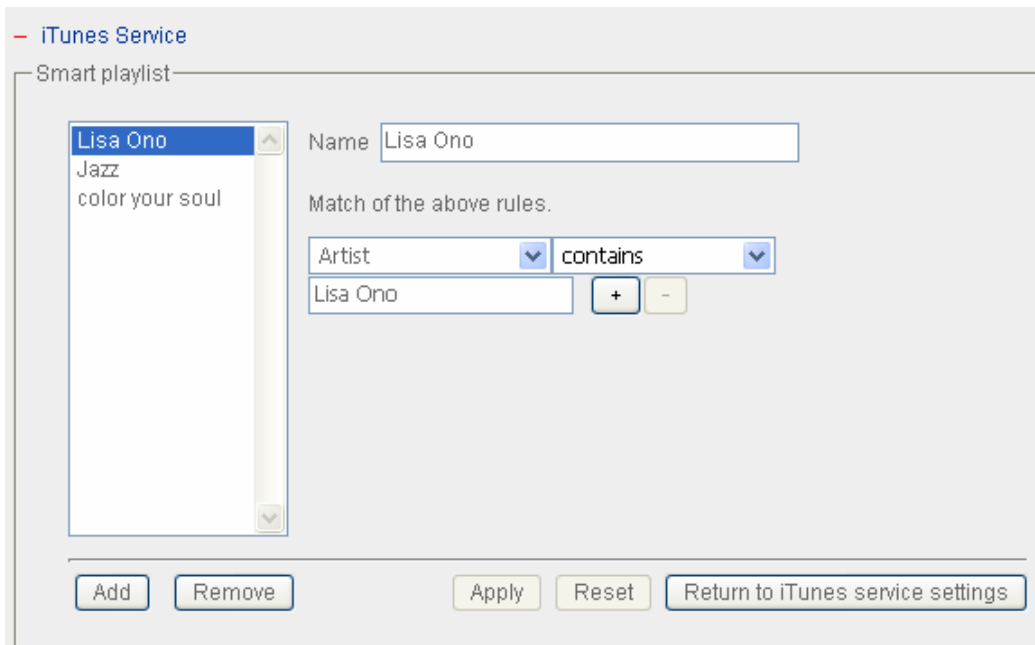 – iTunes Service
Smart playlist
Lisa Ono
Jazz
color your soul
Name Lisa Ono
Match of the above rules.
Artist contains
Lisa Ono + -
Add Remove Apply Reset Return to iTunes service settings